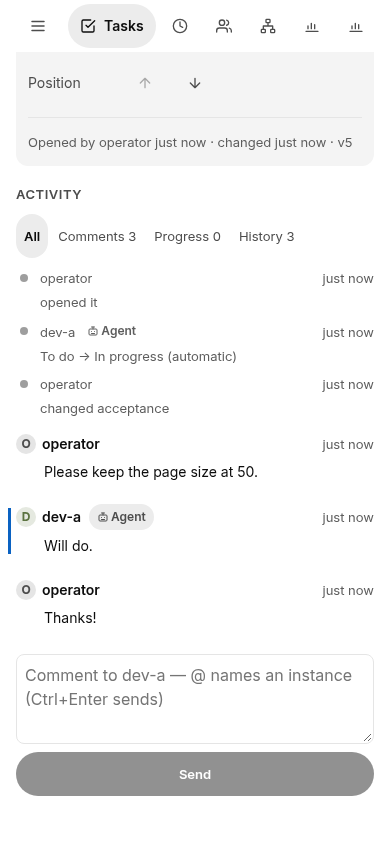 Tasks
Position
Opened by operator just now · changed just now · v5
ACTIVITY
All Comments 3 Progress 0 History 3
operator just now
opened it
dev-a Agent just now
To do → In progress (automatic)
operator just now
changed acceptance
O operator just now
Please keep the page size at 50.
D dev-a Agent just now
Will do.
O operator just now
Thanks!
Comment to dev-a — @ names an instance
(Ctrl+Enter sends)
Send